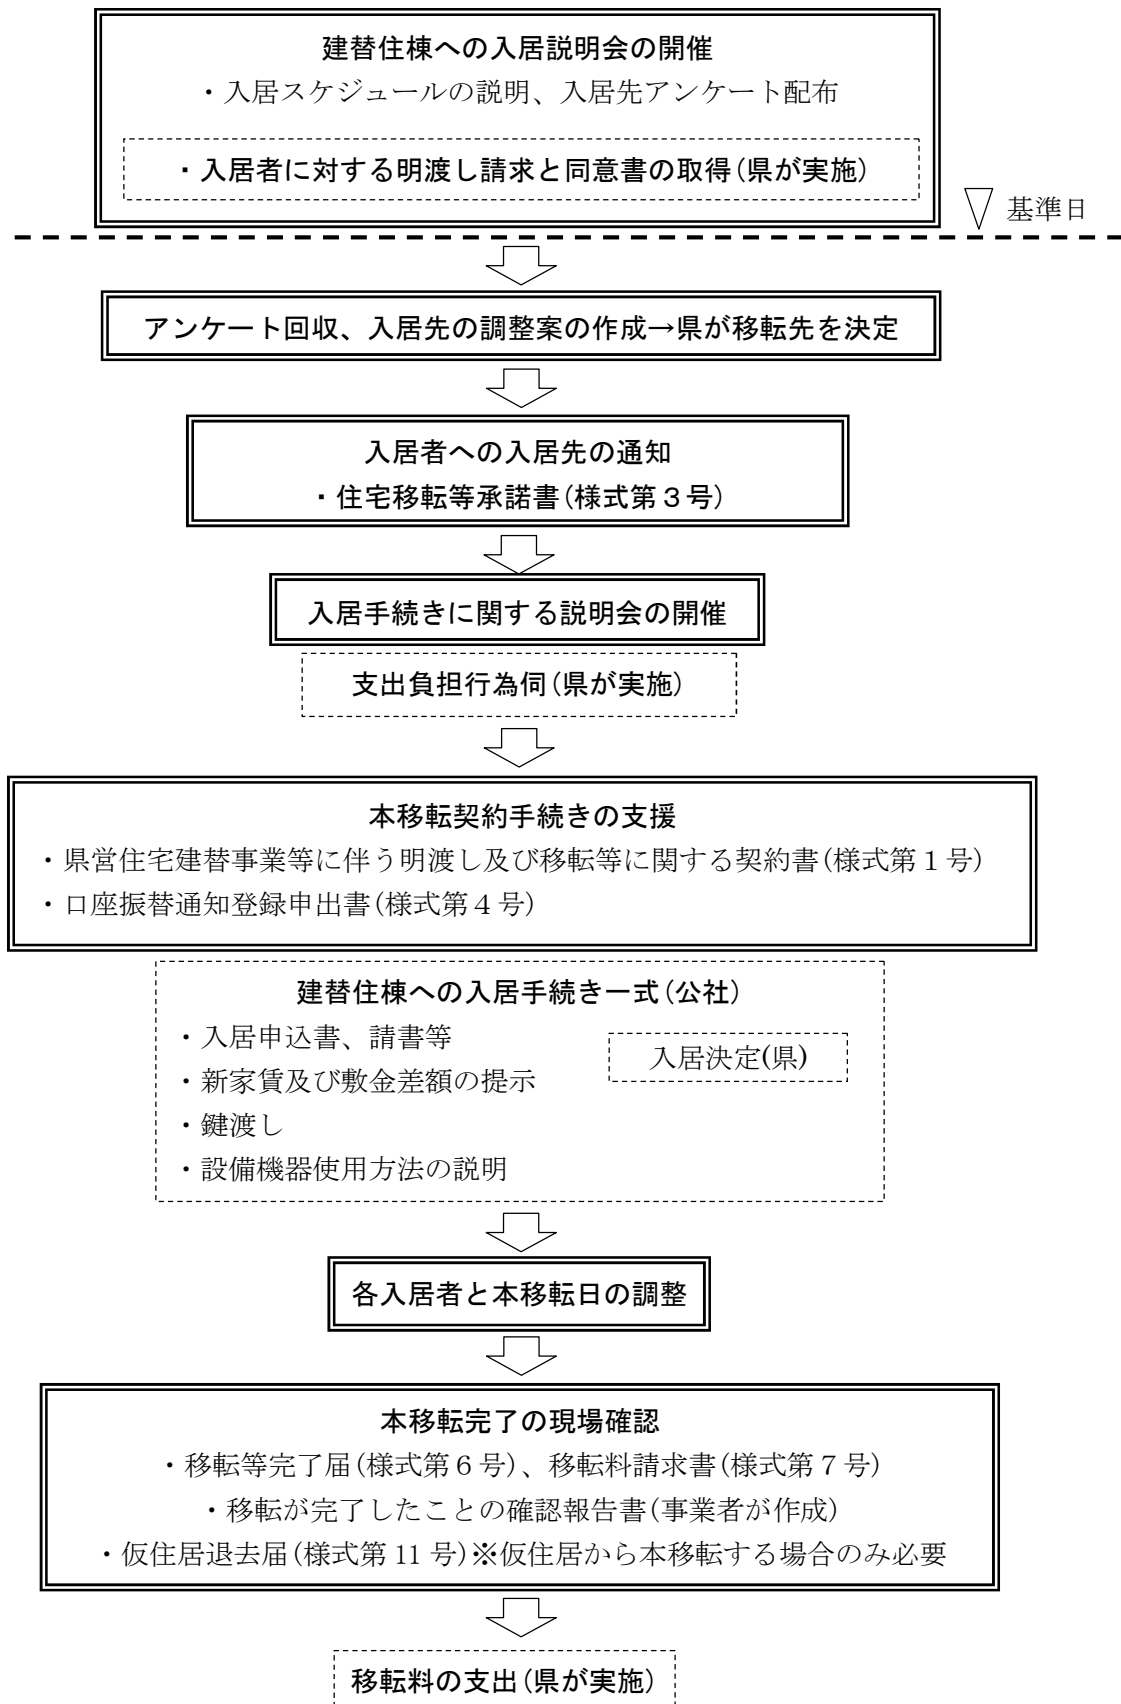 建替住棟への入居説明会の開催
・入居スケジュールの説明、入居先アンケート配布
・入居者に対する明渡し請求と同意書の取得(県が実施)
基準日
アンケート回収、入居先の調整案の作成→県が移転先を決定
入居者への入居先の通知
・住宅移転等承諾書(様式第３号)
入居手続きに関する説明会の開催
支出負担行為伺(県が実施)
本移転契約手続きの支援
・県営住宅建替事業等に伴う明渡し及び移転等に関する契約書(様式第１号)
・口座振替通知登録申出書(様式第４号)
建替住棟への入居手続き一式(公社)
・入居申込書、請書等
入居決定(県)
・新家賃及び敷金差額の提示
・鍵渡し
・設備機器使用方法の説明
各入居者と本移転日の調整
本移転完了の現場確認
・移転等完了届(様式第６号)、移転料請求書(様式第７号)
・移転が完了したことの確認報告書(事業者が作成)
・仮住居退去届(様式第 11 号)※仮住居から本移転する場合のみ必要
移転料の支出(県が実施)